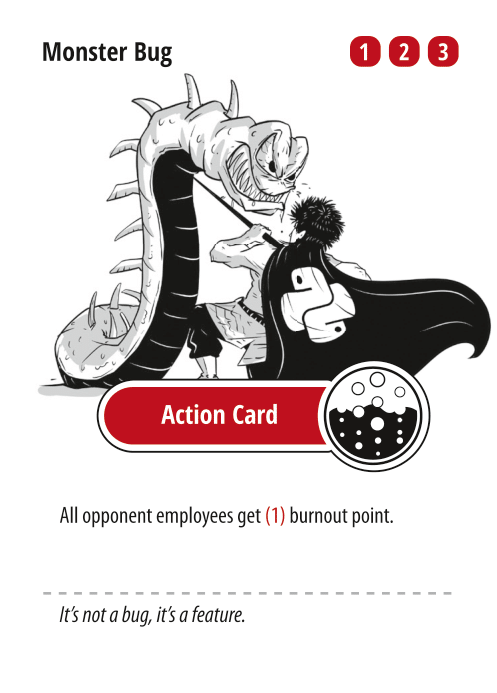 Monster Bug
1 2 3
Action Card
All opponent employees get (1) burnout point.
It's not a bug, it's a feature.